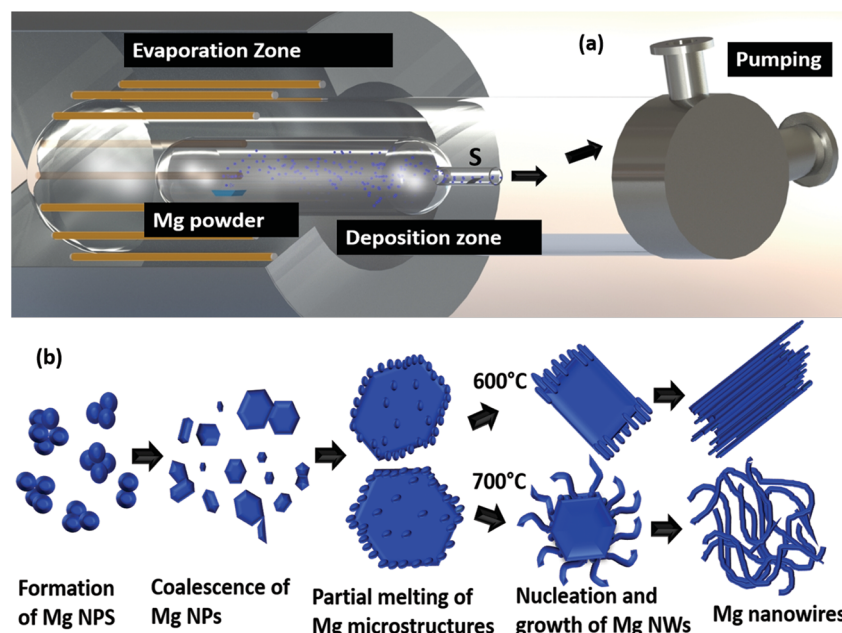 Evaporation Zone
(a)
Pumping
S
Mg powder
Deposition zone
(b)
600°C
700°C
Formation
of Mg NPS
Coalescence of
Mg NPs
Partial melting of
Mg microstructures
Nucleation and
growth of Mg NWs
Mg nanowires